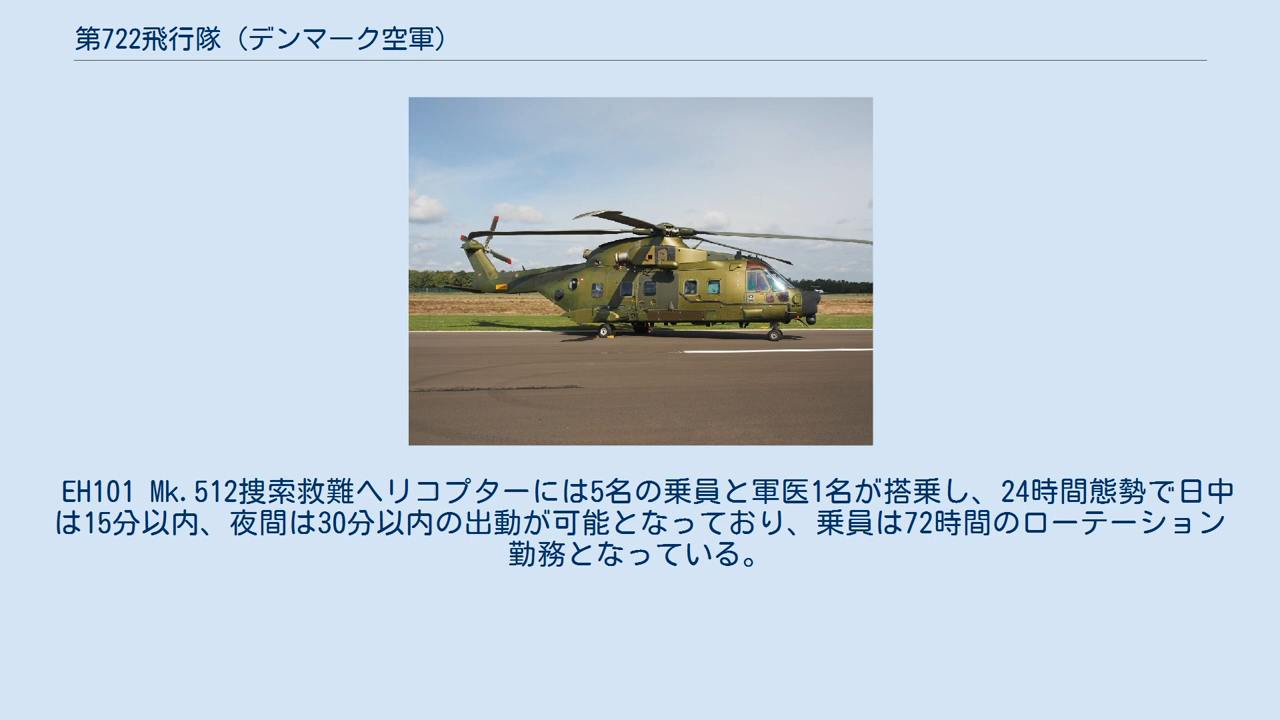 第722飛行隊（デンマーク空軍）
EH101 Mk.512捜索救難ヘリコプターには5名の乗員と軍医1名が搭乗し、24時間態勢で日中
は15分以内、夜間は30分以内の出動が可能となっており、乗員は72時間のローテーション
勤務となっている。